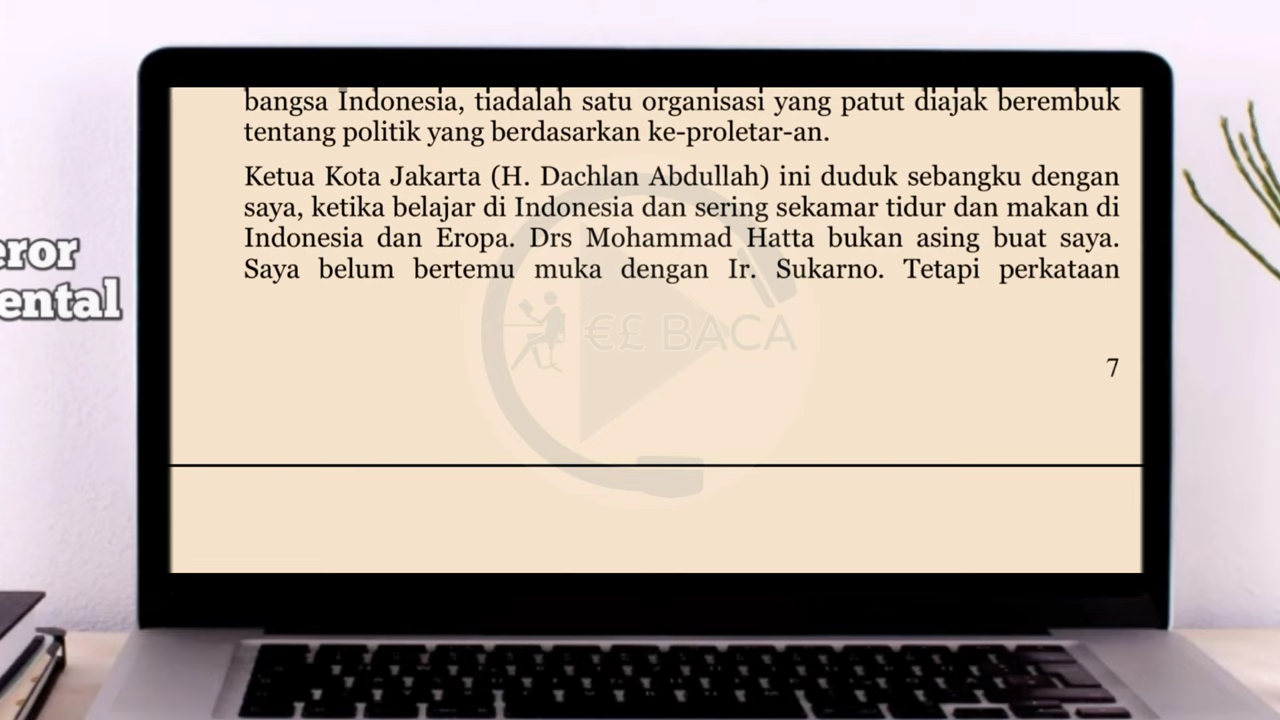 bangsa Indonesia, tiadalah satu organisasi yang patut diajak berembuk
tentang politik yang berdasarkan ke-proletar-an.
Ketua Kota Jakarta (H. Dachlan Abdullah) ini duduk sebangku dengan
saya, ketika belajar di Indonesia dan sering sekamar tidur dan makan di
Indonesia dan Eropa. Drs Mohammad Hatta bukan asing buat saya.
Saya belum bertemu muka dengan Ir. Sukarno. Tetapi perkataan
€£ BACA
7
eror
ental